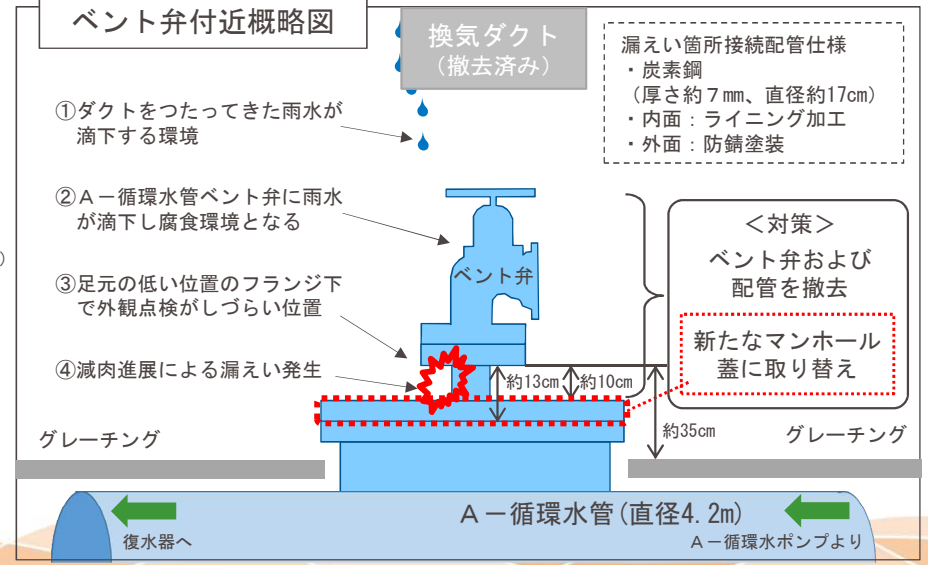 ベント弁付近概略図
換気ダクト
(撤去済み)
漏えい箇所接続配管仕様
・炭素鋼
(厚さ約7㎜、直径約17cm)
・内面：ライニング加工
・外面：防錆塗装
①ダクトをつたってきた雨水が
滴下する環境
②A－循環水管ベント弁に雨水
が滴下し腐食環境となる
③足元の低い位置のフランジ下
で外観点検がしづらい位置
④減肉進展による漏えい発生
ベント弁
＜対策＞
ベント弁および
配管を撤去
新たなマンホール
蓋に取り替え
約13cm
約10cm
約35cm
グレーチング
グレーチング
A－循環水管(直径4.2m)
復水器へ
A－循環水ポンプより
)